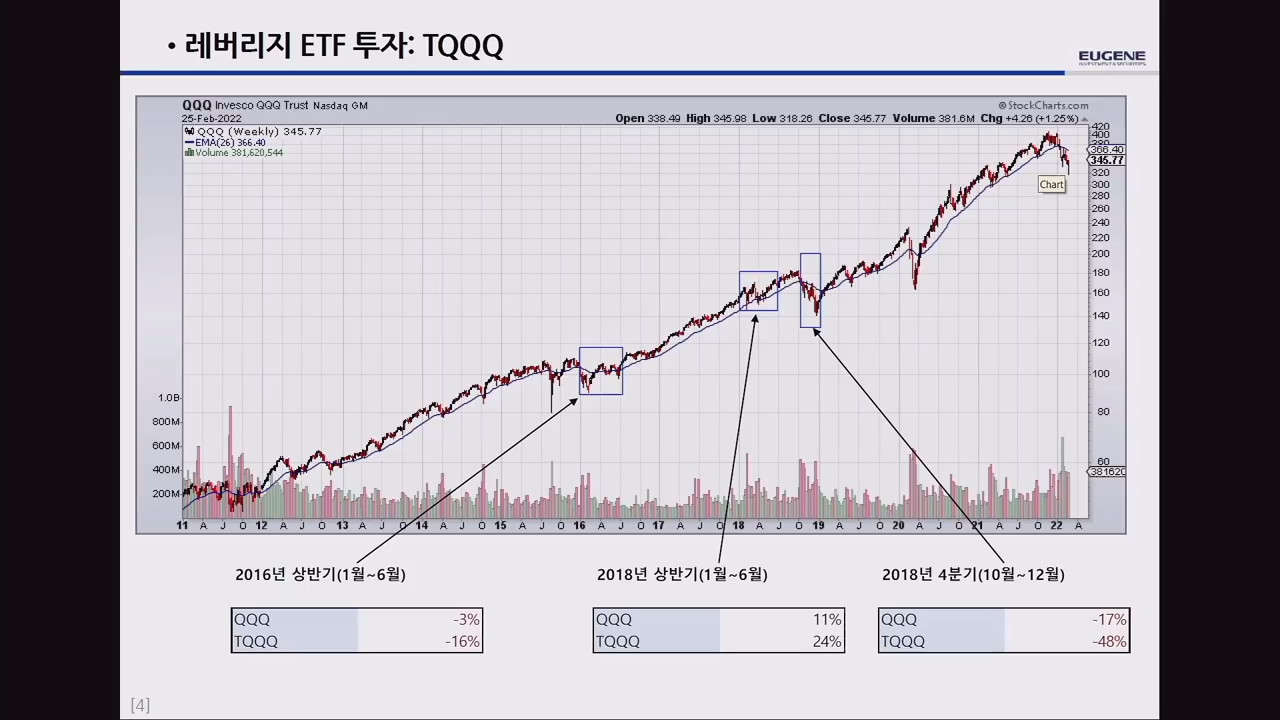 • 레버리지 ETF 투자: TQQQ
EUGENE
INVESTMENT & SECURITIES
QQQ Invesco QQQ Trust Nasdaq GM
© StockCharts.com
25-Feb-2022
Open 338.49 High 345.98 Low 318.26 Close 345.77 Volume 381.6M Chg +4.26 (+1.25%)
QQQ (Weekly) 345.77
EMA(26) 366.40
Volume 381,620,544
420
400
380
366.40
345.77
320
300
280
260
240
220
200
180
160
140
120
100
80
60
381620
Chart
1.0B
800M
600M
400M
200M
11 A J O 12 A J O 13 A J O 14 A J O 15 A J O 16 A J O 17 A J O 18 A J O 19 A J O 20 A J O 21 A J O 22 A
2016년 상반기(1월~6월)
2018년 상반기(1월~6월)
2018년 4분기(10월~12월)
QQQ -3%
TQQQ -16%
QQQ 11%
TQQQ 24%
QQQ -17%
TQQQ -48%
[4]